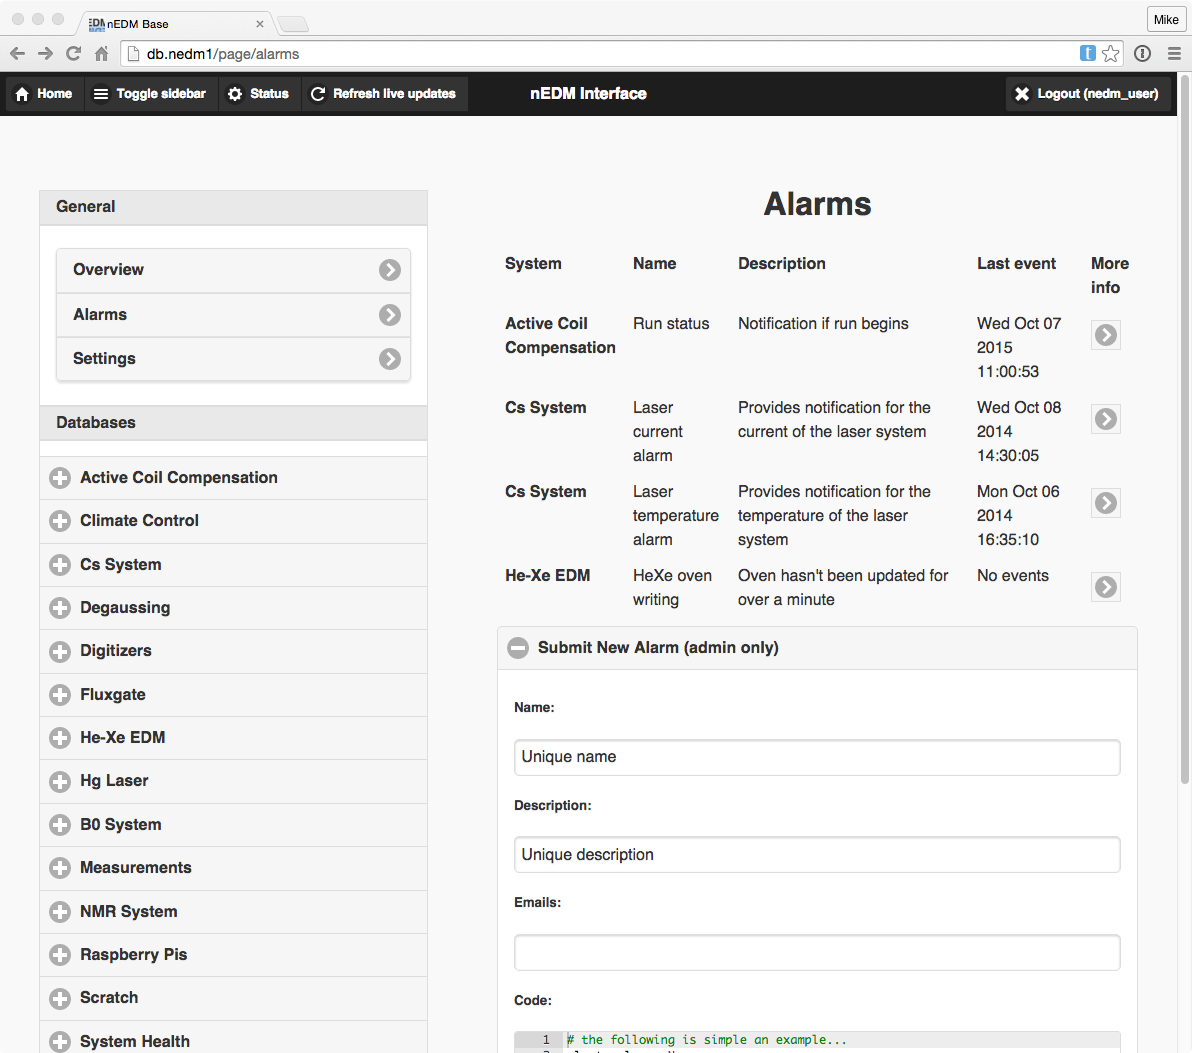 nEDM Base
Mike
db.nedm1/page/alarms
Home
Toggle sidebar
Status
Refresh live updates
nEDM Interface
Logout (nedm_user)
General
Overview
Alarms
Settings
Databases
Active Coil Compensation
Climate Control
Cs System
Degaussing
Digitizers
Fluxgate
He-Xe EDM
Hg Laser
B0 System
Measurements
NMR System
Raspberry Pis
Scratch
System Health
Alarms
System Name Description Last event More
info
Active Coil Run status Notification if run begins Wed Oct 07
Compensation 2015
11:00:53
Cs System Laser Provides notification for the Wed Oct 08
current current of the laser system 2014
alarm 14:30:05
Cs System Laser Provides notification for the Mon Oct 06
temperature temperature of the laser 2014
alarm system 16:35:10
He-Xe EDM HeXe oven Oven hasn't been updated for No events
writing over a minute
Submit New Alarm (admin only)
Name:
Unique name
Description:
Unique description
Emails:
Code:
1 # the following is simple an example...